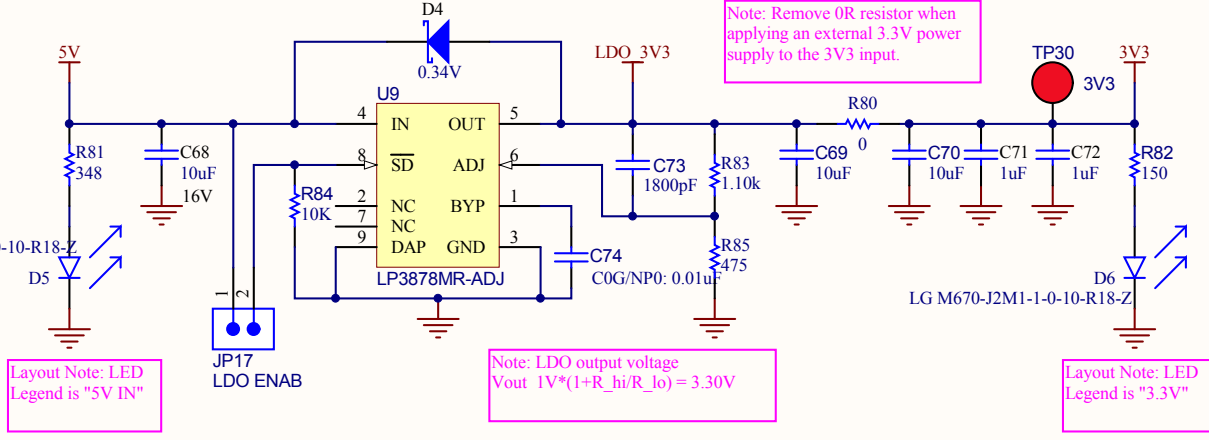 D4
0.34V
Note: Remove 0R resistor when
applying an external 3.3V power
supply to the 3V3 input.
5V
LDO_3V3
TP30
3V3
3V3
U9
4
IN
OUT
5
8
SD
ADJ
6
2
NC
BYP
1
7
NC
9
DAP
GND
3
LP3878MR-ADJ
R81
348
C68
10uF
16V
R84
10K
C73
1800pF
R83
1.10k
C69
10uF
R80
0
C70
10uF
C71
1uF
C72
1uF
R82
150
C74
C0G/NP0: 0.01uF
R85
475
0-10-R18-Z
D5
D6
LG M670-J2M1-1-0-10-R18-Z
1
2
JP17
LDO ENAB
Layout Note: LED
Legend is "5V IN"
Note: LDO output voltage
Vout 1V*(1+R_hi/R_lo) = 3.30V
Layout Note: LED
Legend is "3.3V"